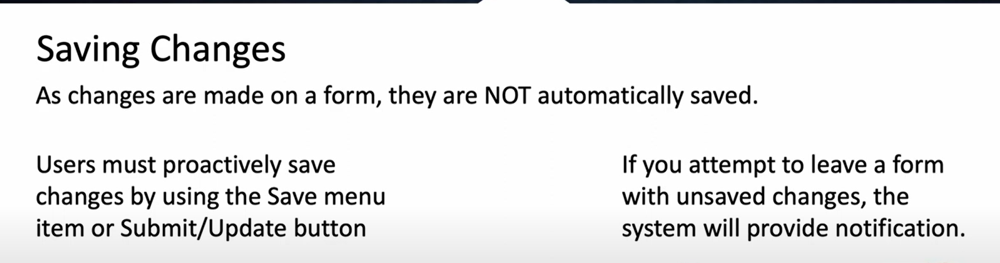 Saving Changes
As changes are made on a form, they are NOT automatically saved.
Users must proactively save
changes by using the Save menu
item or Submit/Update button
If you attempt to leave a form
with unsaved changes, the
system will provide notification.